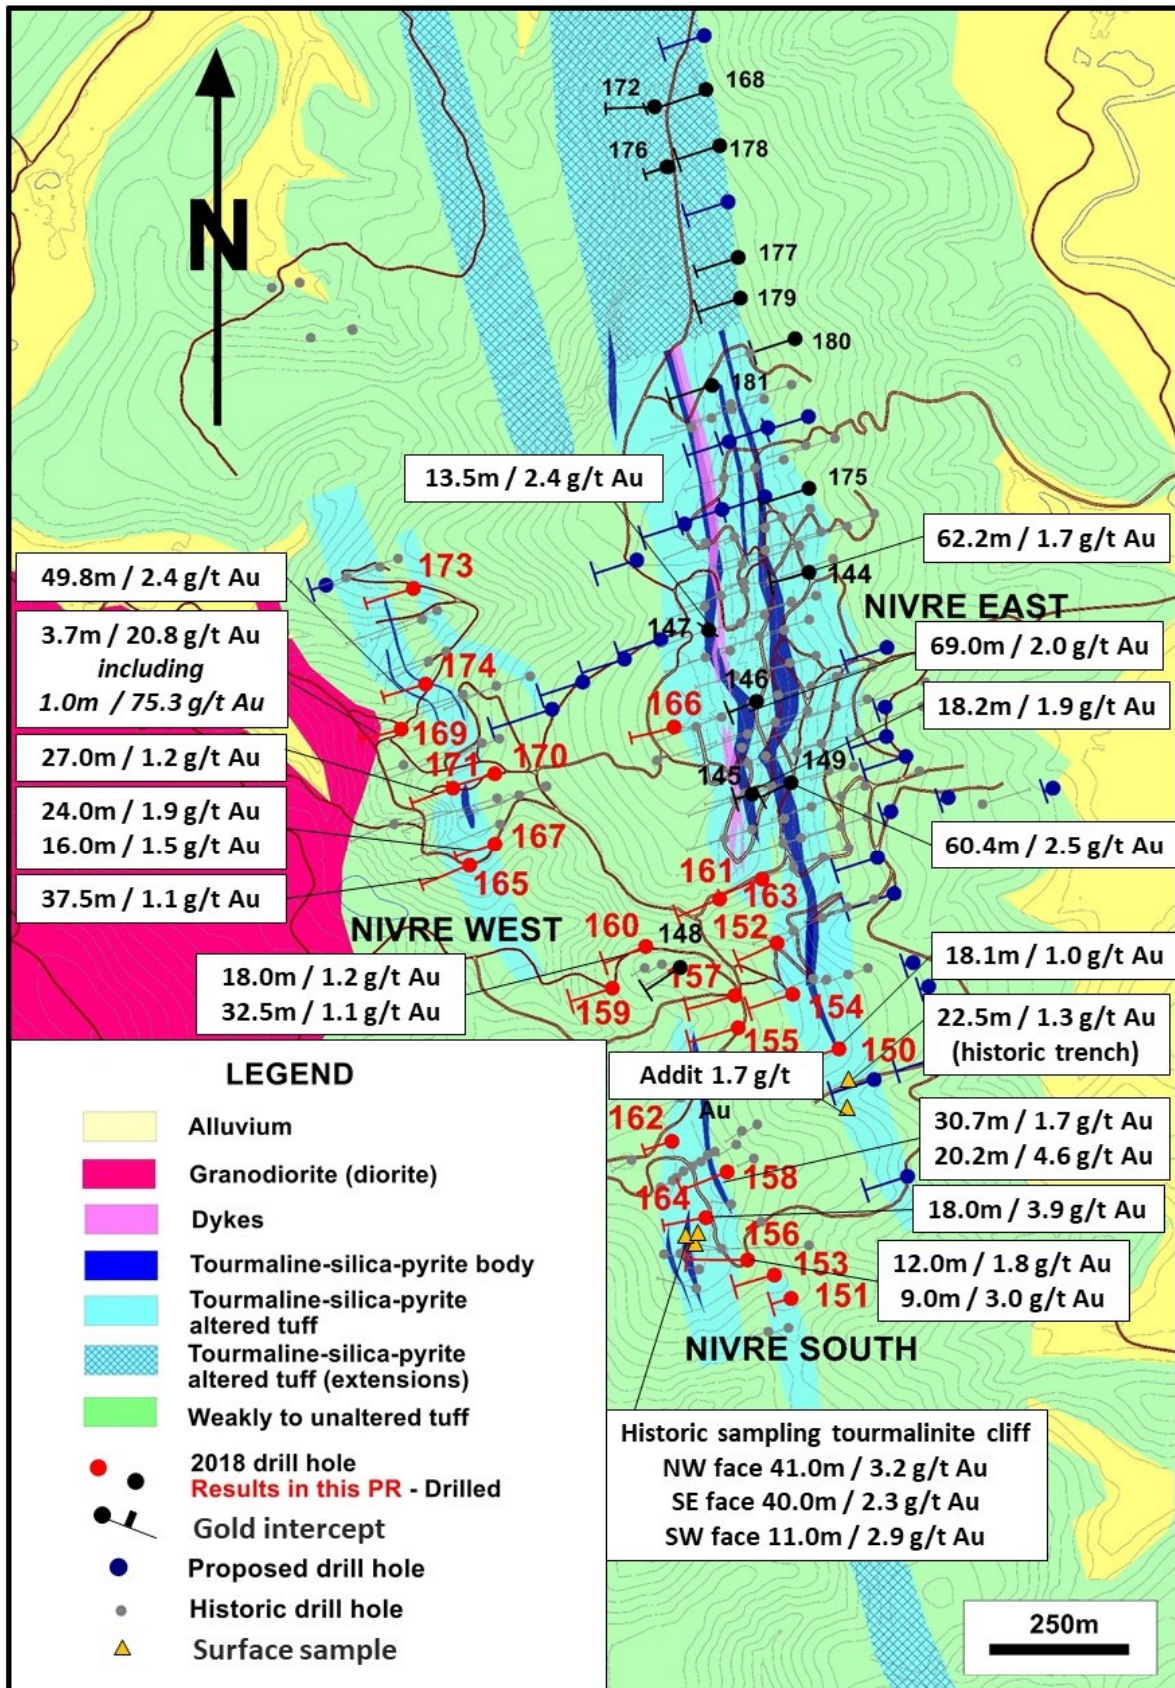 172
168
176
178
N
177
179
180
181
13.5m / 2.4 g/t Au
175
62.2m / 1.7 g/t Au
49.8m / 2.4 g/t Au
173
144
NIVRE EAST
3.7m / 20.8 g/t Au
including
1.0m / 75.3 g/t Au
147
69.0m / 2.0 g/t Au
174
146
166
18.2m / 1.9 g/t Au
169
27.0m / 1.2 g/t Au
171
170
145
149
24.0m / 1.9 g/t Au
16.0m / 1.5 g/t Au
167
60.4m / 2.5 g/t Au
165
37.5m / 1.1 g/t Au
161
163
NIVRE WEST
160
148
152
18.1m / 1.0 g/t Au
18.0m / 1.2 g/t Au
32.5m / 1.1 g/t Au
157
159
154
22.5m / 1.3 g/t Au
(historic trench)
155
150
Addit 1.7 g/t
Au
162
30.7m / 1.7 g/t Au
20.2m / 4.6 g/t Au
158
164
18.0m / 3.9 g/t Au
156
153
12.0m / 1.8 g/t Au
9.0m / 3.0 g/t Au
151
NIVRE SOUTH
Historic sampling tourmalinite cliff
NW face 41.0m / 3.2 g/t Au
SE face 40.0m / 2.3 g/t Au
SW face 11.0m / 2.9 g/t Au
250m
LEGEND
Alluvium
Granodiorite (diorite)
Dykes
Tourmaline-silica-pyrite body
Tourmaline-silica-pyrite
altered tuff
Tourmaline-silica-pyrite
altered tuff (extensions)
Weakly to unaltered tuff
2018 drill hole
Results in this PR - Drilled
Gold intercept
Proposed drill hole
Historic drill hole
Surface sample